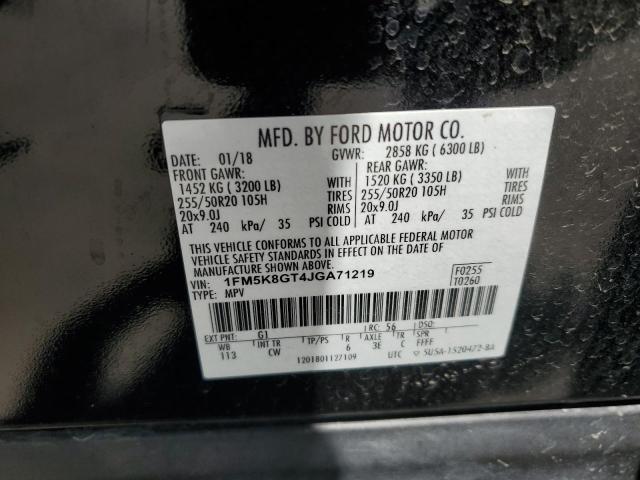 MFD. BY FORD MOTOR CO.
DATE: 01/18 GVWR: 2858 KG ( 6300 LB)
FRONT GAWR: REAR GAWR:
1452 KG ( 3200 LB) WITH 1520 KG ( 3350 LB) WITH
255/50R20 105H TIRES 255/50R20 105H TIRES
20x9.0J RIMS 20x9.0J RIMS
AT 240 kPa/ 35 PSI COLD AT 240 kPa/ 35 PSI COLD
THIS VEHICLE CONFORMS TO ALL APPLICABLE FEDERAL MOTOR
VEHICLE SAFETY STANDARDS IN EFFECT ON THE DATE OF
MANUFACTURE SHOWN ABOVE.
VIN: 1FM5K8GT4JGA71219 F0255
TYPE: MPV T0260
EXT PNT: G1 RC: 56 DSO:
WB INT TR TP/PS R AXLE TR SPR
113 CW 6 3E C FFFF
1201801127109 UTC ▽ 5U5A-1520472-BA